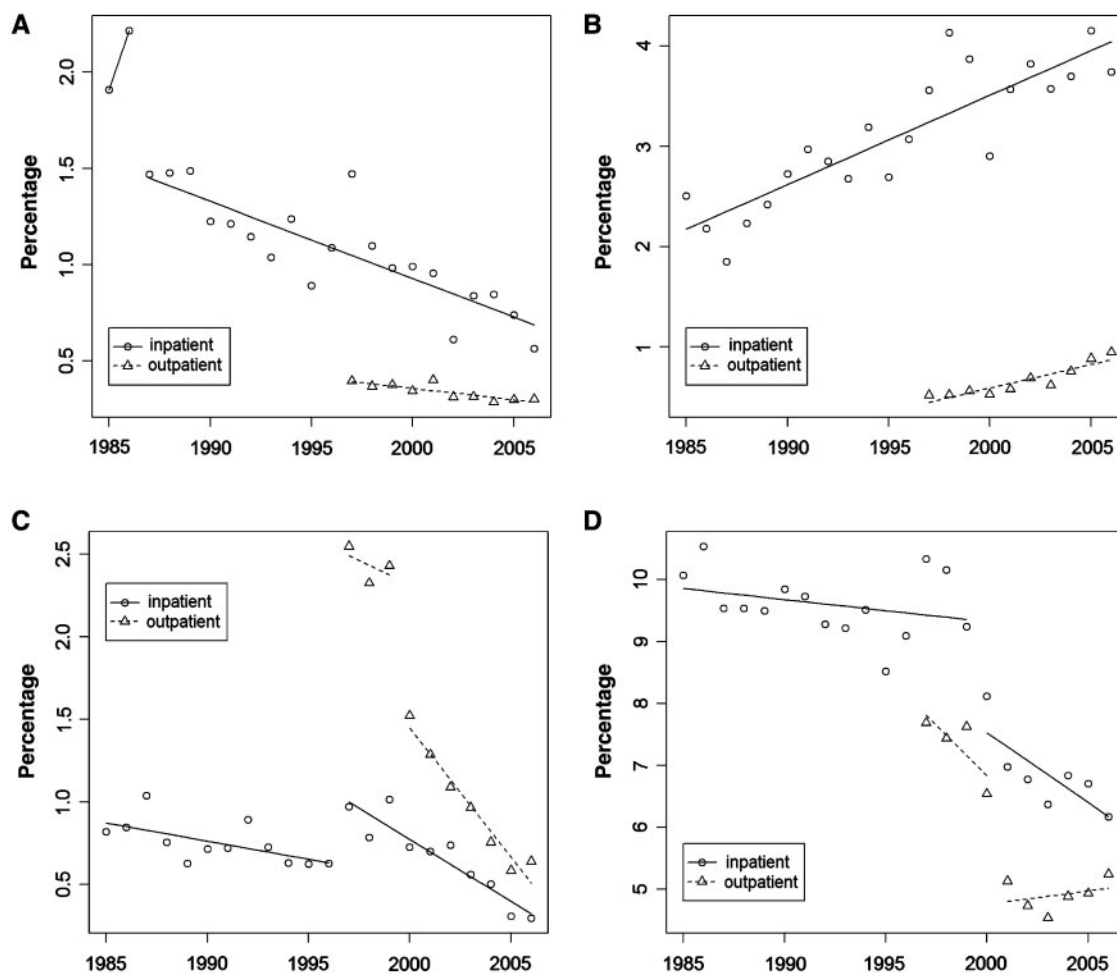 A
Percentage
2.0
1.5
1.0
0.5
inpatient
outpatient
1985 1990 1995 2000 2005
B
Percentage
4
3
2
1
inpatient
outpatient
1985 1990 1995 2000 2005
C
Percentage
2.5
2.0
1.5
1.0
0.5
inpatient
outpatient
1985 1990 1995 2000 2005
D
Percentage
10
9
8
7
6
5
inpatient
outpatient
1985 1990 1995 2000 2005